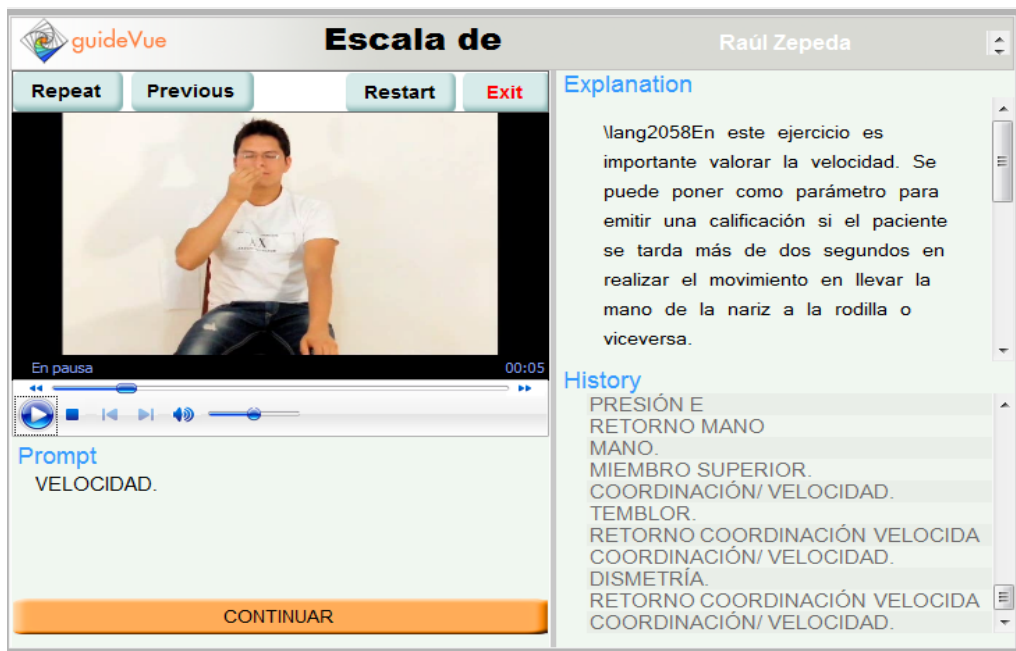 guideVue
Escala de
Raúl Zepeda
Repeat
Previous
Restart
Exit
AX
En pausa
00:05
Prompt
VELOCIDAD.
CONTINUAR
Explanation
\lang2058En este ejercicio es
importante valorar la velocidad. Se
puede poner como parámetro para
emitir una calificación si el paciente
se tarda más de dos segundos en
realizar el movimiento en llevar la
mano de la nariz a la rodilla o
viceversa.
History
PRESIÓN E
RETORNO MANO
MANO.
MIEMBRO SUPERIOR.
COORDINACIÓN/ VELOCIDAD.
TEMBLOR.
RETORNO COORDINACIÓN VELOCIDA
COORDINACIÓN/ VELOCIDAD.
DISMETRÍA.
RETORNO COORDINACIÓN VELOCIDA
COORDINACIÓN/ VELOCIDAD.